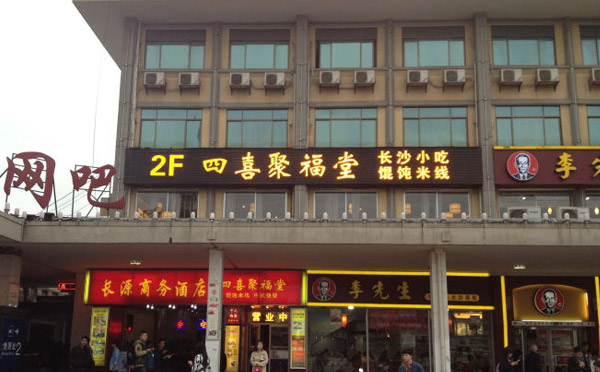 2F 四喜聚福堂 长沙小吃
馄饨米线
李先
网吧
长源商务酒店
四喜聚福堂
李先生
营业中